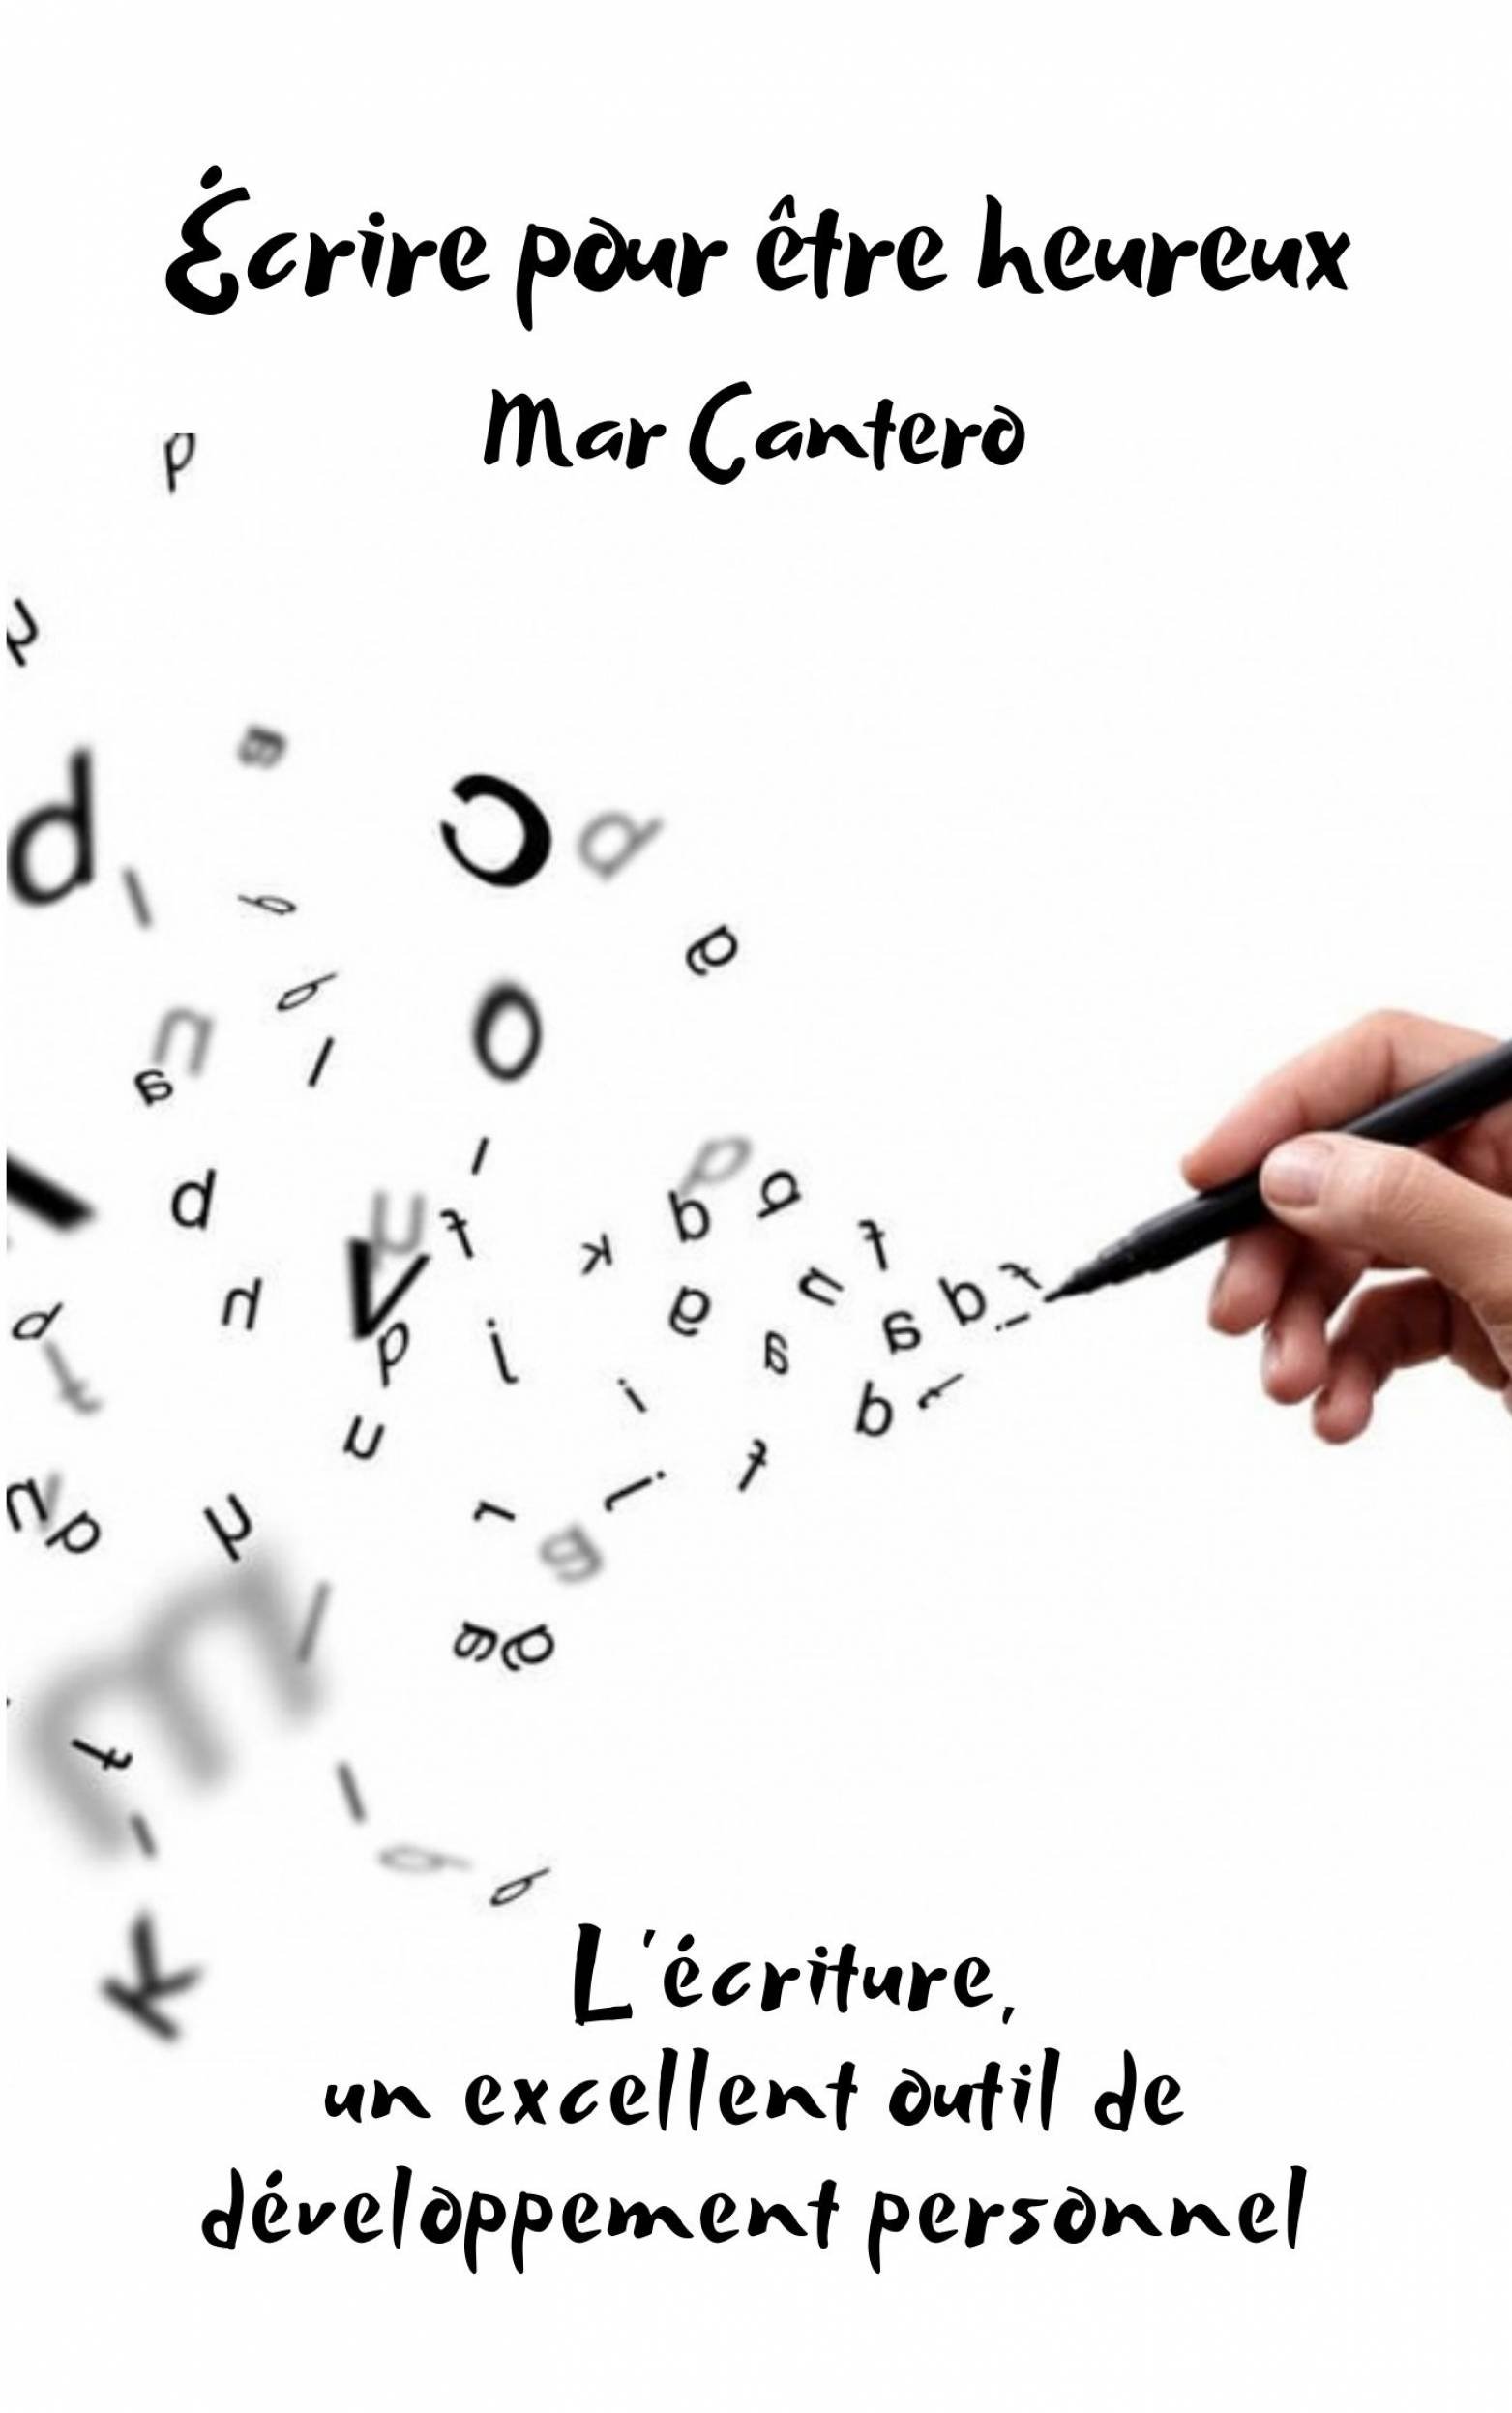 Écrire pour être heureux
Mar Cantero
L'écriture,
un excellent outil de
développement personnel